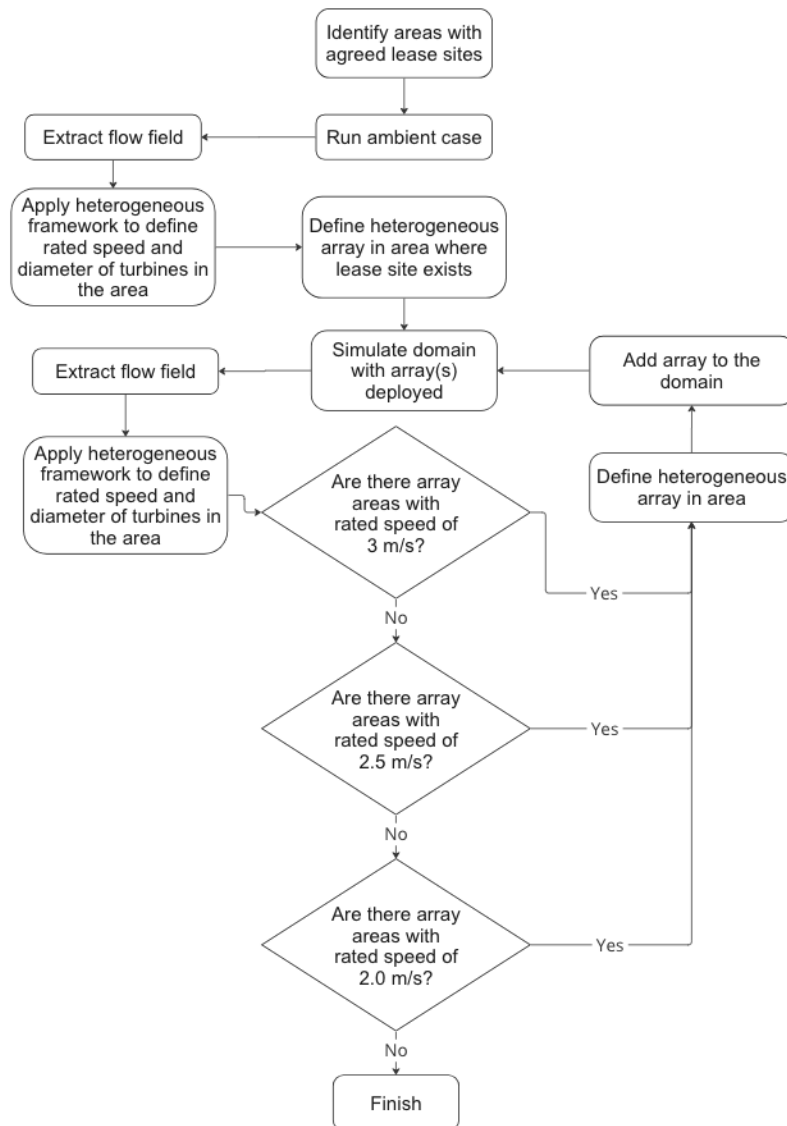 Identify areas with
agreed lease sites
Extract flow field
Run ambient case
Apply heterogeneous
framework to define
rated speed and
diameter of turbines in
the area
Define heterogeneous
array in area where
lease site exists
Extract flow field
Simulate domain
with array(s)
deployed
Add array to the
domain
Apply heterogeneous
framework to define
rated speed and
diameter of turbines in
the area
Are there array
areas with
rated speed of
3 m/s?
Define heterogeneous
array in area
Yes
No
Are there array
areas with
rated speed of
2.5 m/s?
Yes
No
Are there array
areas with
rated speed of
2.0 m/s?
Yes
No
Finish